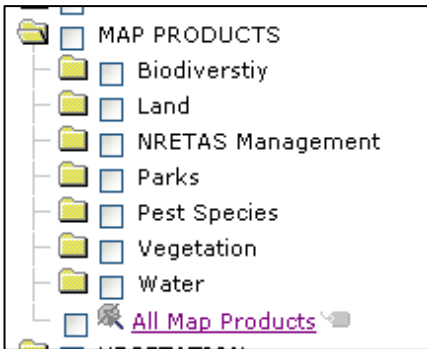 MAP PRODUCTS
Biodiverstiy
Land
NRETAS Management
Parks
Pest Species
Vegetation
Water
All Map Products